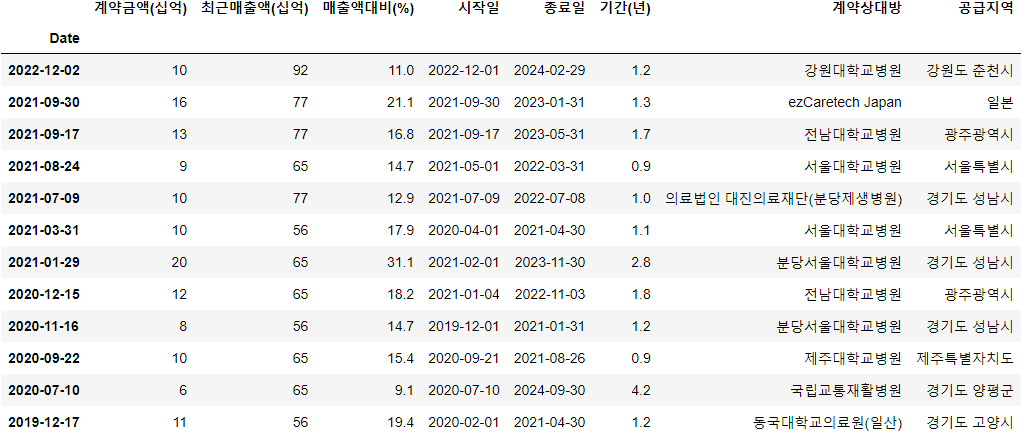 계약금액(십억) 최근매출액(십억) 매출액대비(%) 시작일 종료일 기간(년) 계약상대방 공급지역
Date
2022-12-02 10 92 11.0 2022-12-01 2024-02-29 1.2 강원대학교병원 강원도 춘천시
2021-09-30 16 77 21.1 2021-09-30 2023-01-31 1.3 ezCaretech Japan 일본
2021-09-17 13 77 16.8 2021-09-17 2023-05-31 1.7 전남대학교병원 광주광역시
2021-08-24 9 65 14.7 2021-05-01 2022-03-31 0.9 서울대학교병원 서울특별시
2021-07-09 10 77 12.9 2021-07-09 2022-07-08 1.0 의료법인 대진의료재단(분당제생병원) 경기도 성남시
2021-03-31 10 56 17.9 2020-04-01 2021-04-30 1.1 서울대학교병원 서울특별시
2021-01-29 20 65 31.1 2021-02-01 2023-11-30 2.8 분당서울대학교병원 경기도 성남시
2020-12-15 12 65 18.2 2021-01-04 2022-11-03 1.8 전남대학교병원 광주광역시
2020-11-16 8 56 14.7 2019-12-01 2021-01-31 1.2 분당서울대학교병원 경기도 성남시
2020-09-22 10 65 15.4 2020-09-21 2021-08-26 0.9 제주대학교병원 제주특별자치도
2020-07-10 6 65 9.1 2020-07-10 2024-09-30 4.2 국립교통재활병원 경기도 양평군
2019-12-17 11 56 19.4 2020-02-01 2021-04-30 1.2 동국대학교의료원(일산) 경기도 고양시